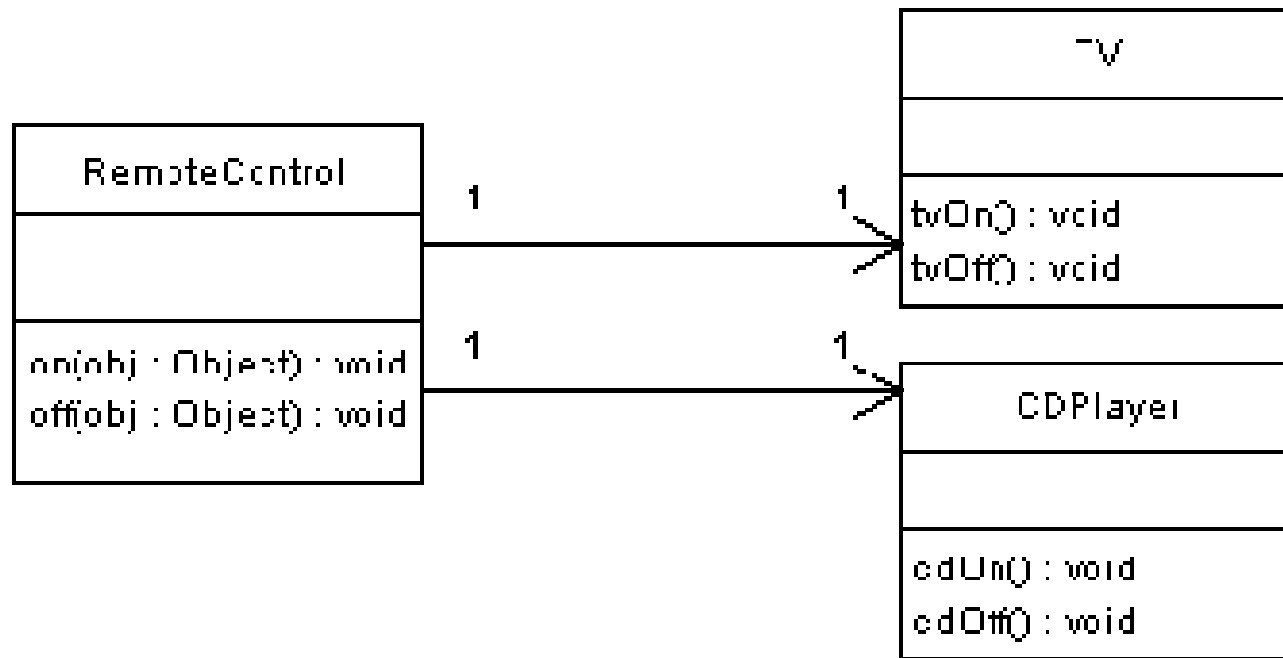 TV
RemoteControl
1
1
tvOn() : void
tvOff() : void
on(obj : Object) : void
off(obj : Object) : void
1
1
CDPlayer
cdOn() : void
cdOff() : void